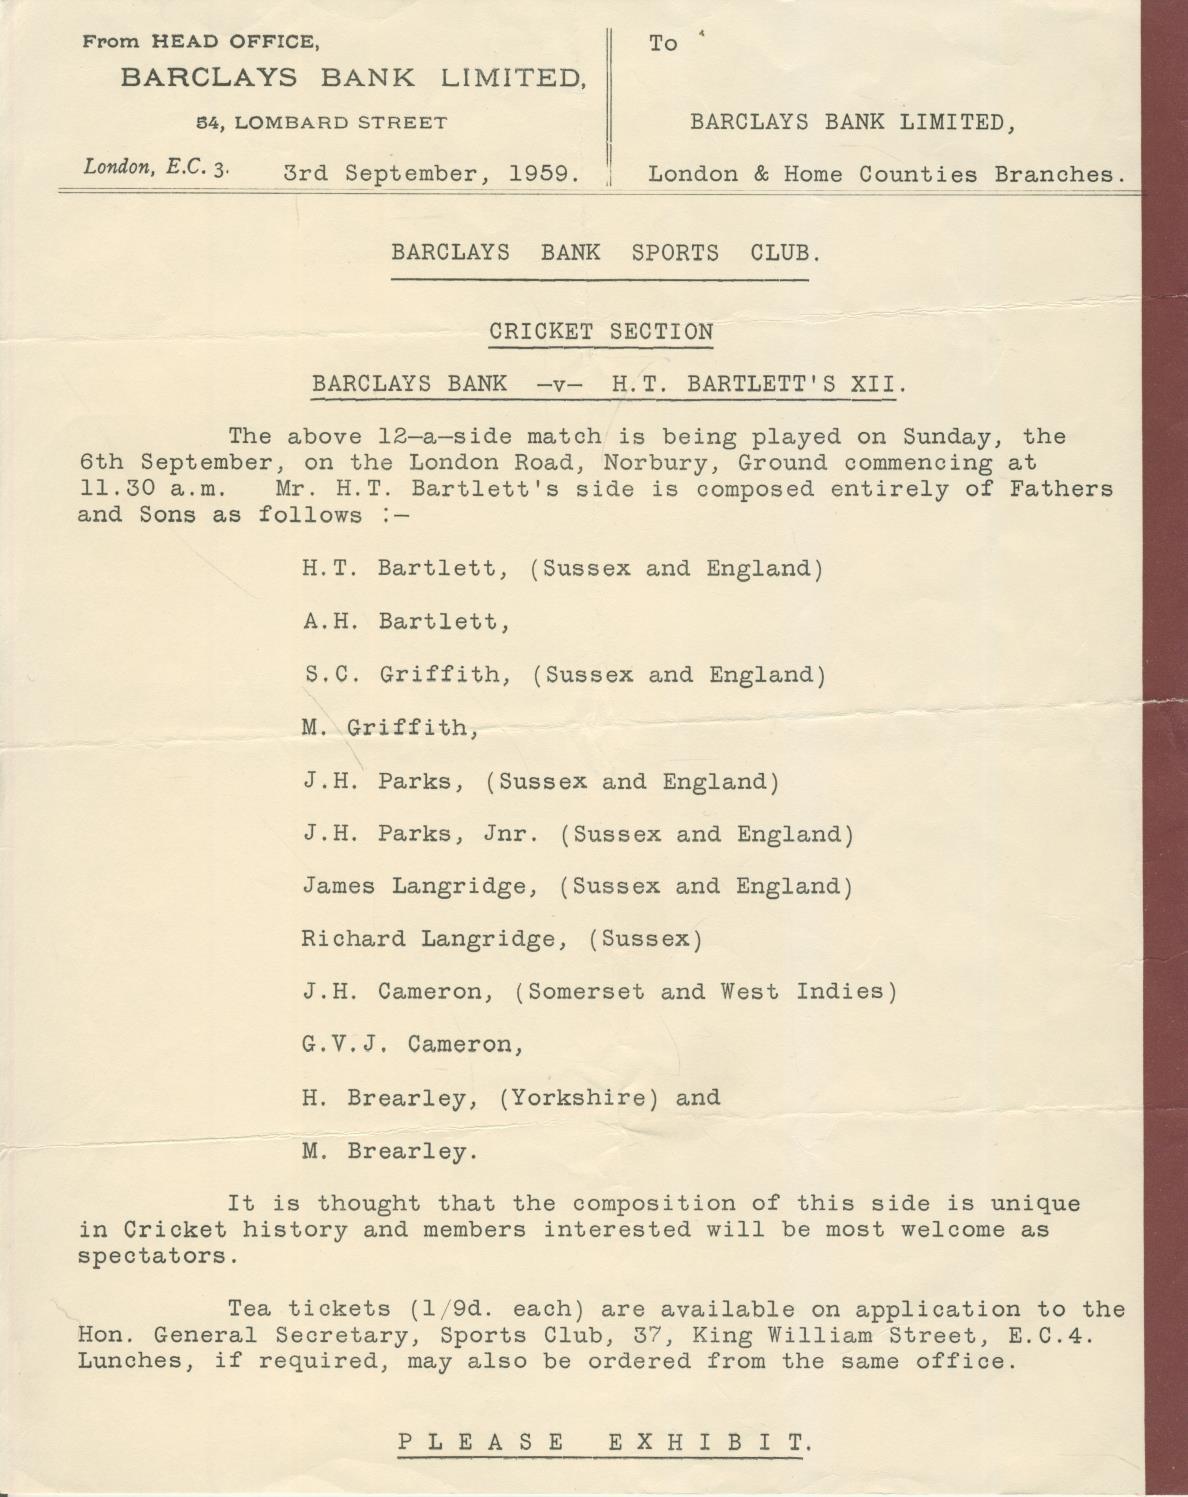 From HEAD OFFICE,
BARCLAYS BANK LIMITED,
54, LOMBARD STREET
London, E.C. 3. 3rd September, 1959.
To
BARCLAYS BANK LIMITED,
London & Home Counties Branches.
BARCLAYS BANK SPORTS CLUB.
CRICKET SECTION
BARCLAYS BANK -v- H.T. BARTLETT'S XII.
The above 12-a-side match is being played on Sunday, the
6th September, on the London Road, Norbury, Ground commencing at
11.30 a.m. Mr. H.T. Bartlett's side is composed entirely of Fathers
and Sons as follows :-
H.T. Bartlett, (Sussex and England)
A.H. Bartlett,
S.C. Griffith, (Sussex and England)
M. Griffith,
J.H. Parks, (Sussex and England)
J.H. Parks, Jnr. (Sussex and England)
James Langridge, (Sussex and England)
Richard Langridge, (Sussex)
J.H. Cameron, (Somerset and West Indies)
G.V.J. Cameron,
H. Brearley, (Yorkshire) and
M. Brearley.
It is thought that the composition of this side is unique
in Cricket history and members interested will be most welcome as
spectators.
Tea tickets (1/9d. each) are available on application to the
Hon. General Secretary, Sports Club, 37, King William Street, E.C.4.
Lunches, if required, may also be ordered from the same office.
P L E A S E E X H I B I T.